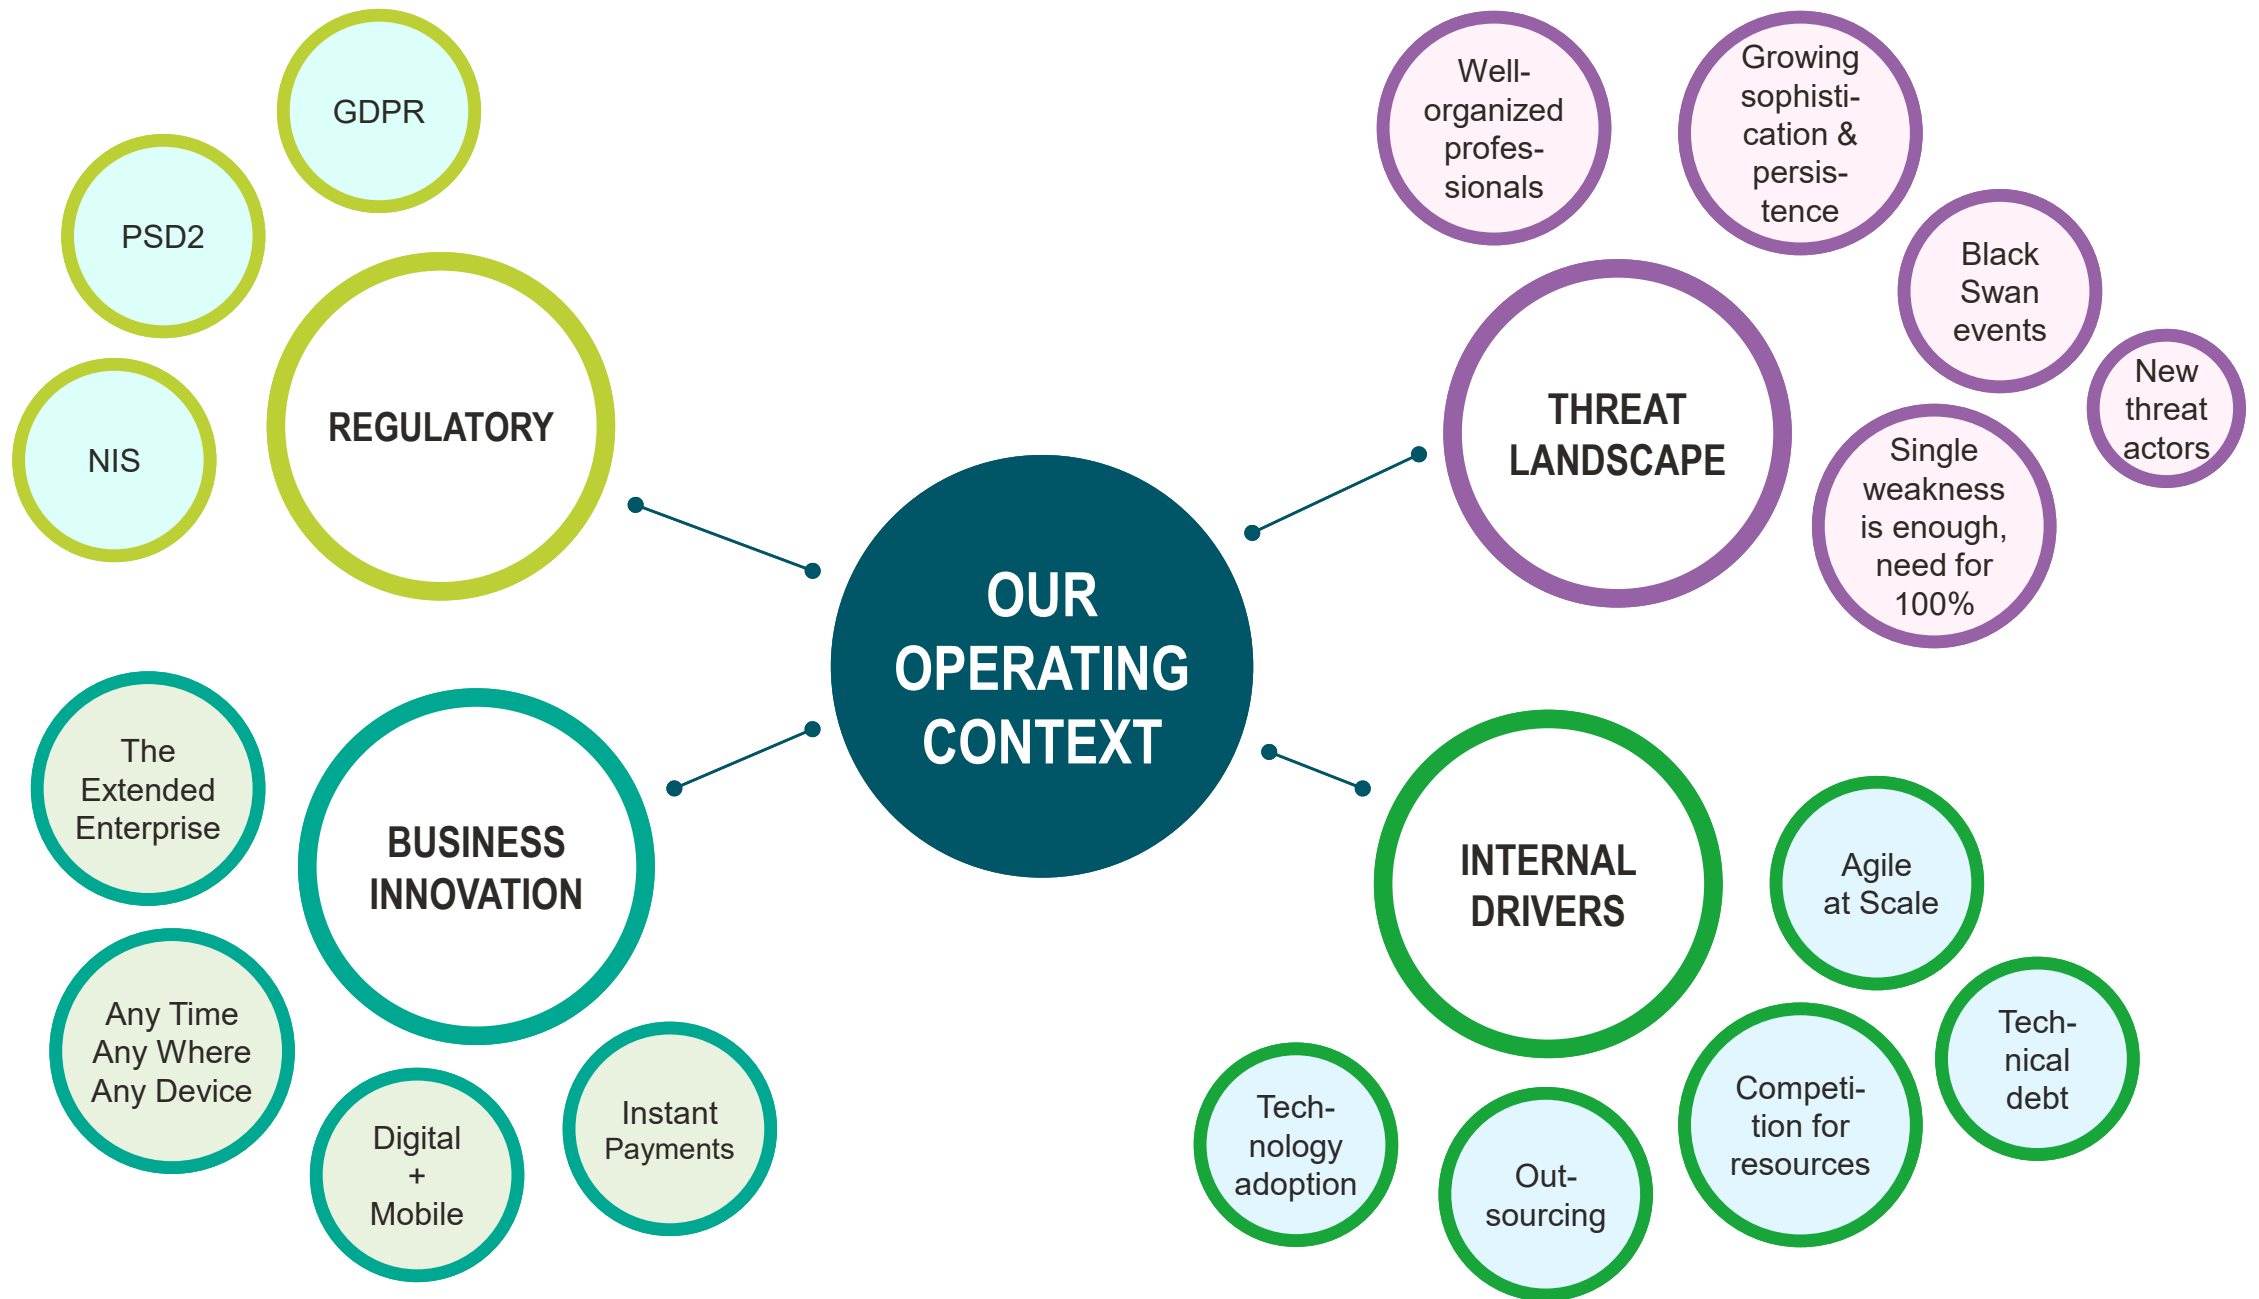 GDPR
PSD2
NIS
REGULATORY
Well-
organized
profes-
sionals
Growing
sophisti-
cation &
persis-
tence
Black
Swan
events
New
threat
actors
Single
weakness
is enough,
need for
100%
THREAT
LANDSCAPE
OUR
OPERATING
CONTEXT
The
Extended
Enterprise
Any Time
Any Where
Any Device
Digital
+
Mobile
Instant
Payments
BUSINESS
INNOVATION
INTERNAL
DRIVERS
Agile
at Scale
Tech-
nical
debt
Competi-
tion for
resources
Out-
sourcing
Tech-
nology
adoption